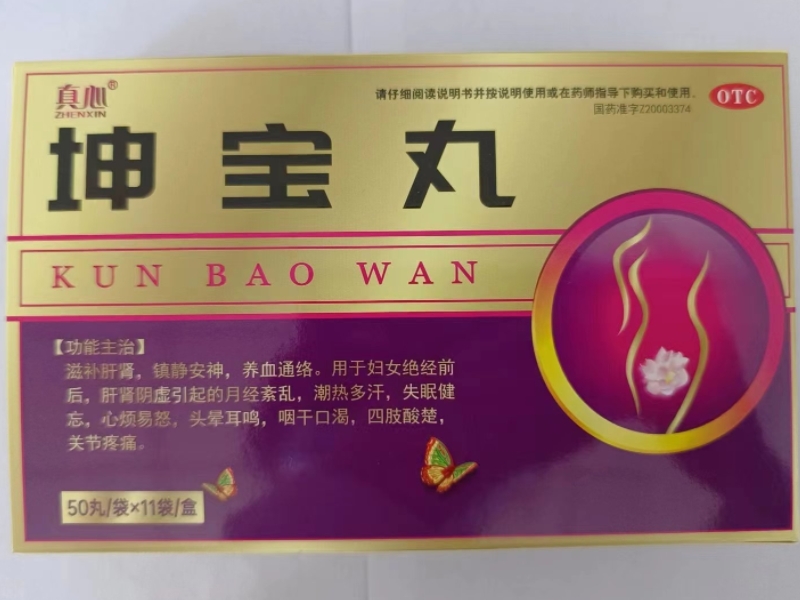 真心®
ZHENXIN
请仔细阅读说明书并按说明使用或在药师指导下购买和使用。
OTC
国药准字Z20003374
坤宝丸
KUN BAO WAN
【功能主治】
滋补肝肾，镇静安神，养血通络。用于妇女绝经前
后，肝肾阴虚引起的月经紊乱，潮热多汗，失眠健
忘，心烦易怒，头晕耳鸣，咽干口渴，四肢酸楚，
关节疼痛。
50丸/袋×11袋/盒